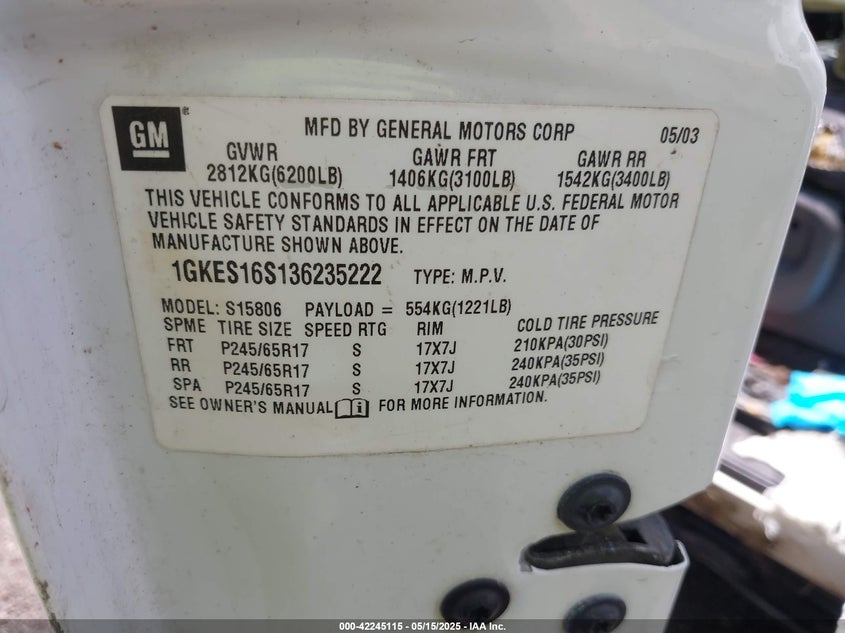 GM ®
MFD BY GENERAL MOTORS CORP 05/03
GVWR GAWR FRT GAWR RR
2812KG(6200LB) 1406KG(3100LB) 1542KG(3400LB)
THIS VEHICLE CONFORMS TO ALL APPLICABLE U.S. FEDERAL MOTOR
VEHICLE SAFETY STANDARDS IN EFFECT ON THE DATE OF
MANUFACTURE SHOWN ABOVE.
1GKES16S136235222 TYPE: M.P.V.
MODEL: S15806 PAYLOAD = 554KG(1221LB)
SPME TIRE SIZE SPEED RTG RIM COLD TIRE PRESSURE
FRT P245/65R17 S 17X7J 210KPA(30PSI)
RR P245/65R17 S 17X7J 240KPA(35PSI)
SPA P245/65R17 S 17X7J 240KPA(35PSI)
SEE OWNER'S MANUAL FOR MORE INFORMATION.
000-42245115 - 05/15/2025 - IAA Inc.